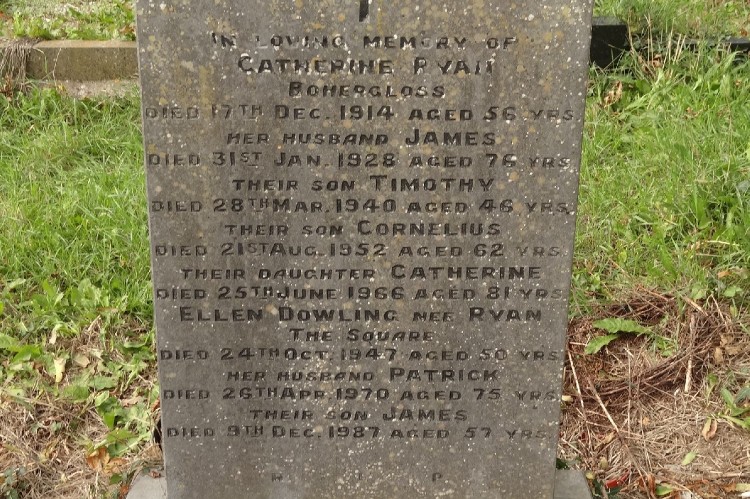 IN LOVING MEMORY OF
CATHERINE RYAN
BOHERGLOSS
DIED 17TH DEC. 1914 AGED 56 YRS
HER HUSBAND JAMES
DIED 31ST JAN. 1928 AGED 76 YRS
THEIR SON TIMOTHY
DIED 28TH MAR. 1940 AGED 46 YRS.
THEIR SON CORNELIUS
DIED 21ST AUG. 1952 AGED 62 YRS
THEIR DAUGHTER CATHERINE
DIED 25TH JUNE 1966 AGED 81 YRS
ELLEN DOWLING NEE RYAN
THE SQUARE
DIED 24TH OCT. 1947 AGED 50 YRS
HER HUSBAND PATRICK
DIED 26TH APR. 1970 AGED 75 YRS.
THEIR SON JAMES
DIED 9TH DEC. 1987 AGED 57 YRS
R I P